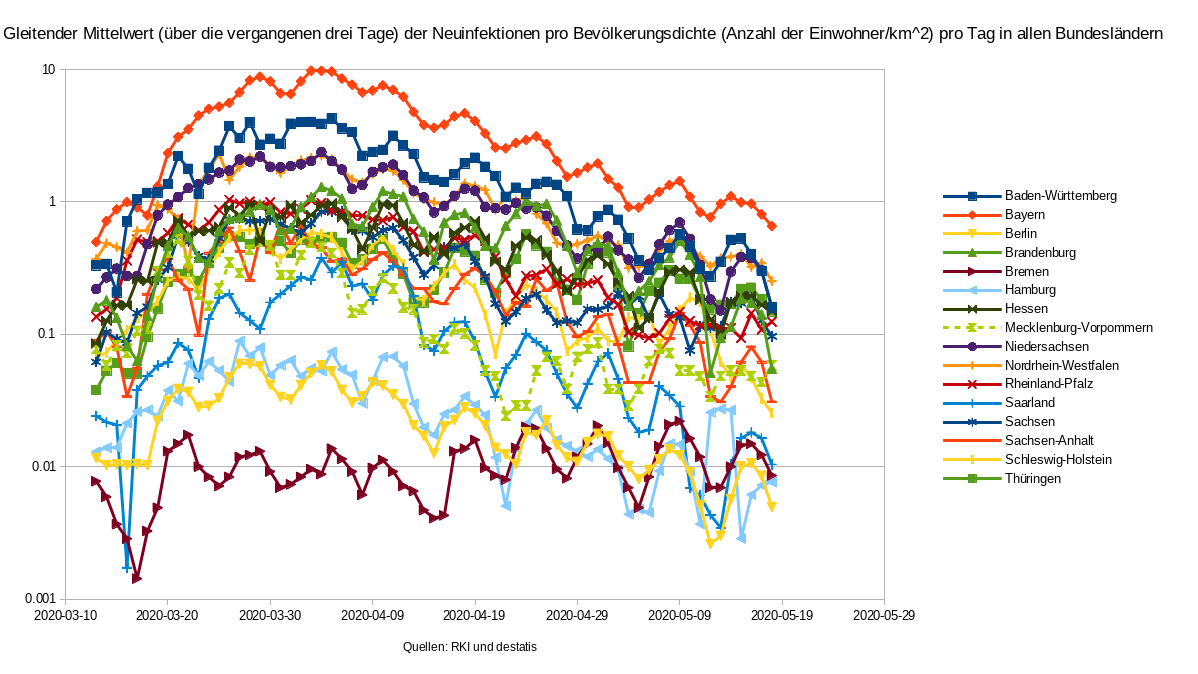 Gleitender Mittelwert (über die vergangenen drei Tage) der Neuinfektionen pro Bevölkerungsdichte (Anzahl der Einwohner/km^2) pro Tag in allen Bundesländern
10
1
0.1
0.01
0.001
2020-03-10 2020-03-20 2020-03-30 2020-04-09 2020-04-19 2020-04-29 2020-05-09 2020-05-19 2020-05-29
Quellen: RKI und destatis
Baden-Württemberg
Bayern
Berlin
Brandenburg
Bremen
Hamburg
Hessen
Mecklenburg-Vorpommern
Niedersachsen
Nordrhein-Westfalen
Rheinland-Pfalz
Saarland
Sachsen
Sachsen-Anhalt
Schleswig-Holstein
Thüringen